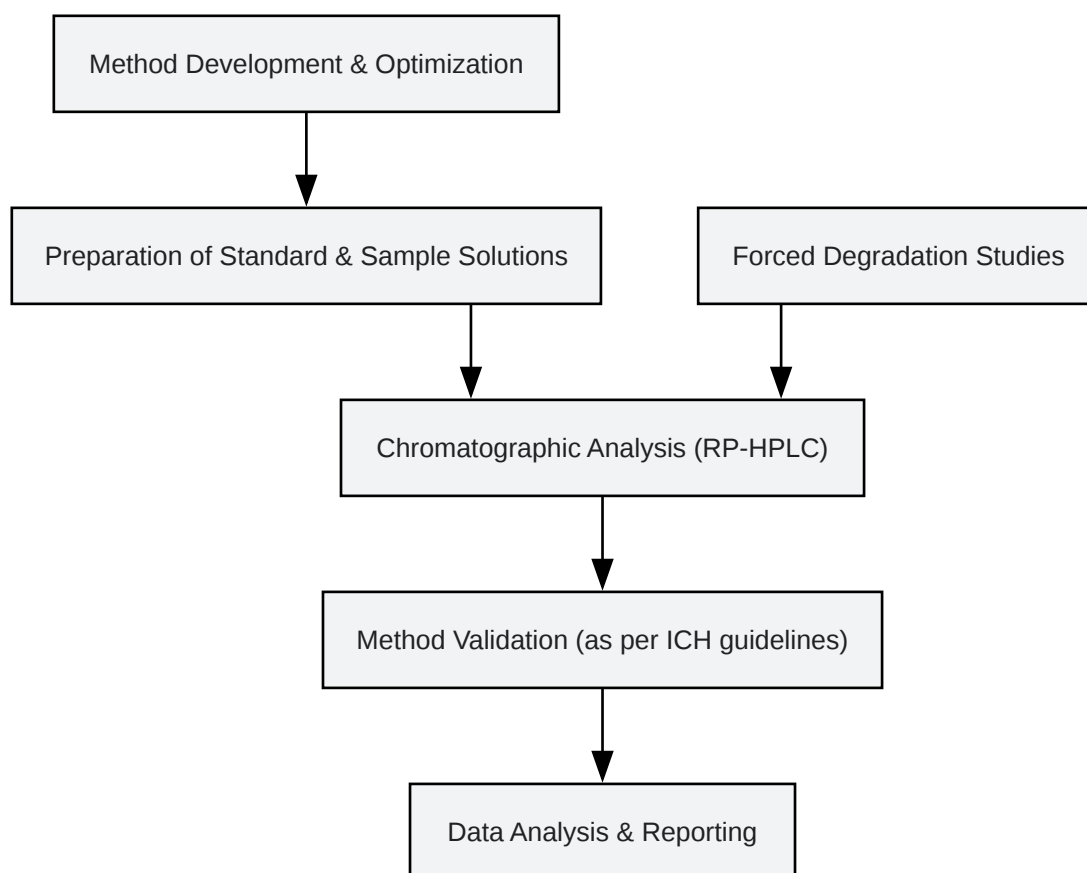 Method Development & Optimization
Preparation of Standard & Sample Solutions
Forced Degradation Studies
Chromatographic Analysis (RP-HPLC)
Method Validation (as per ICH guidelines)
Data Analysis & Reporting